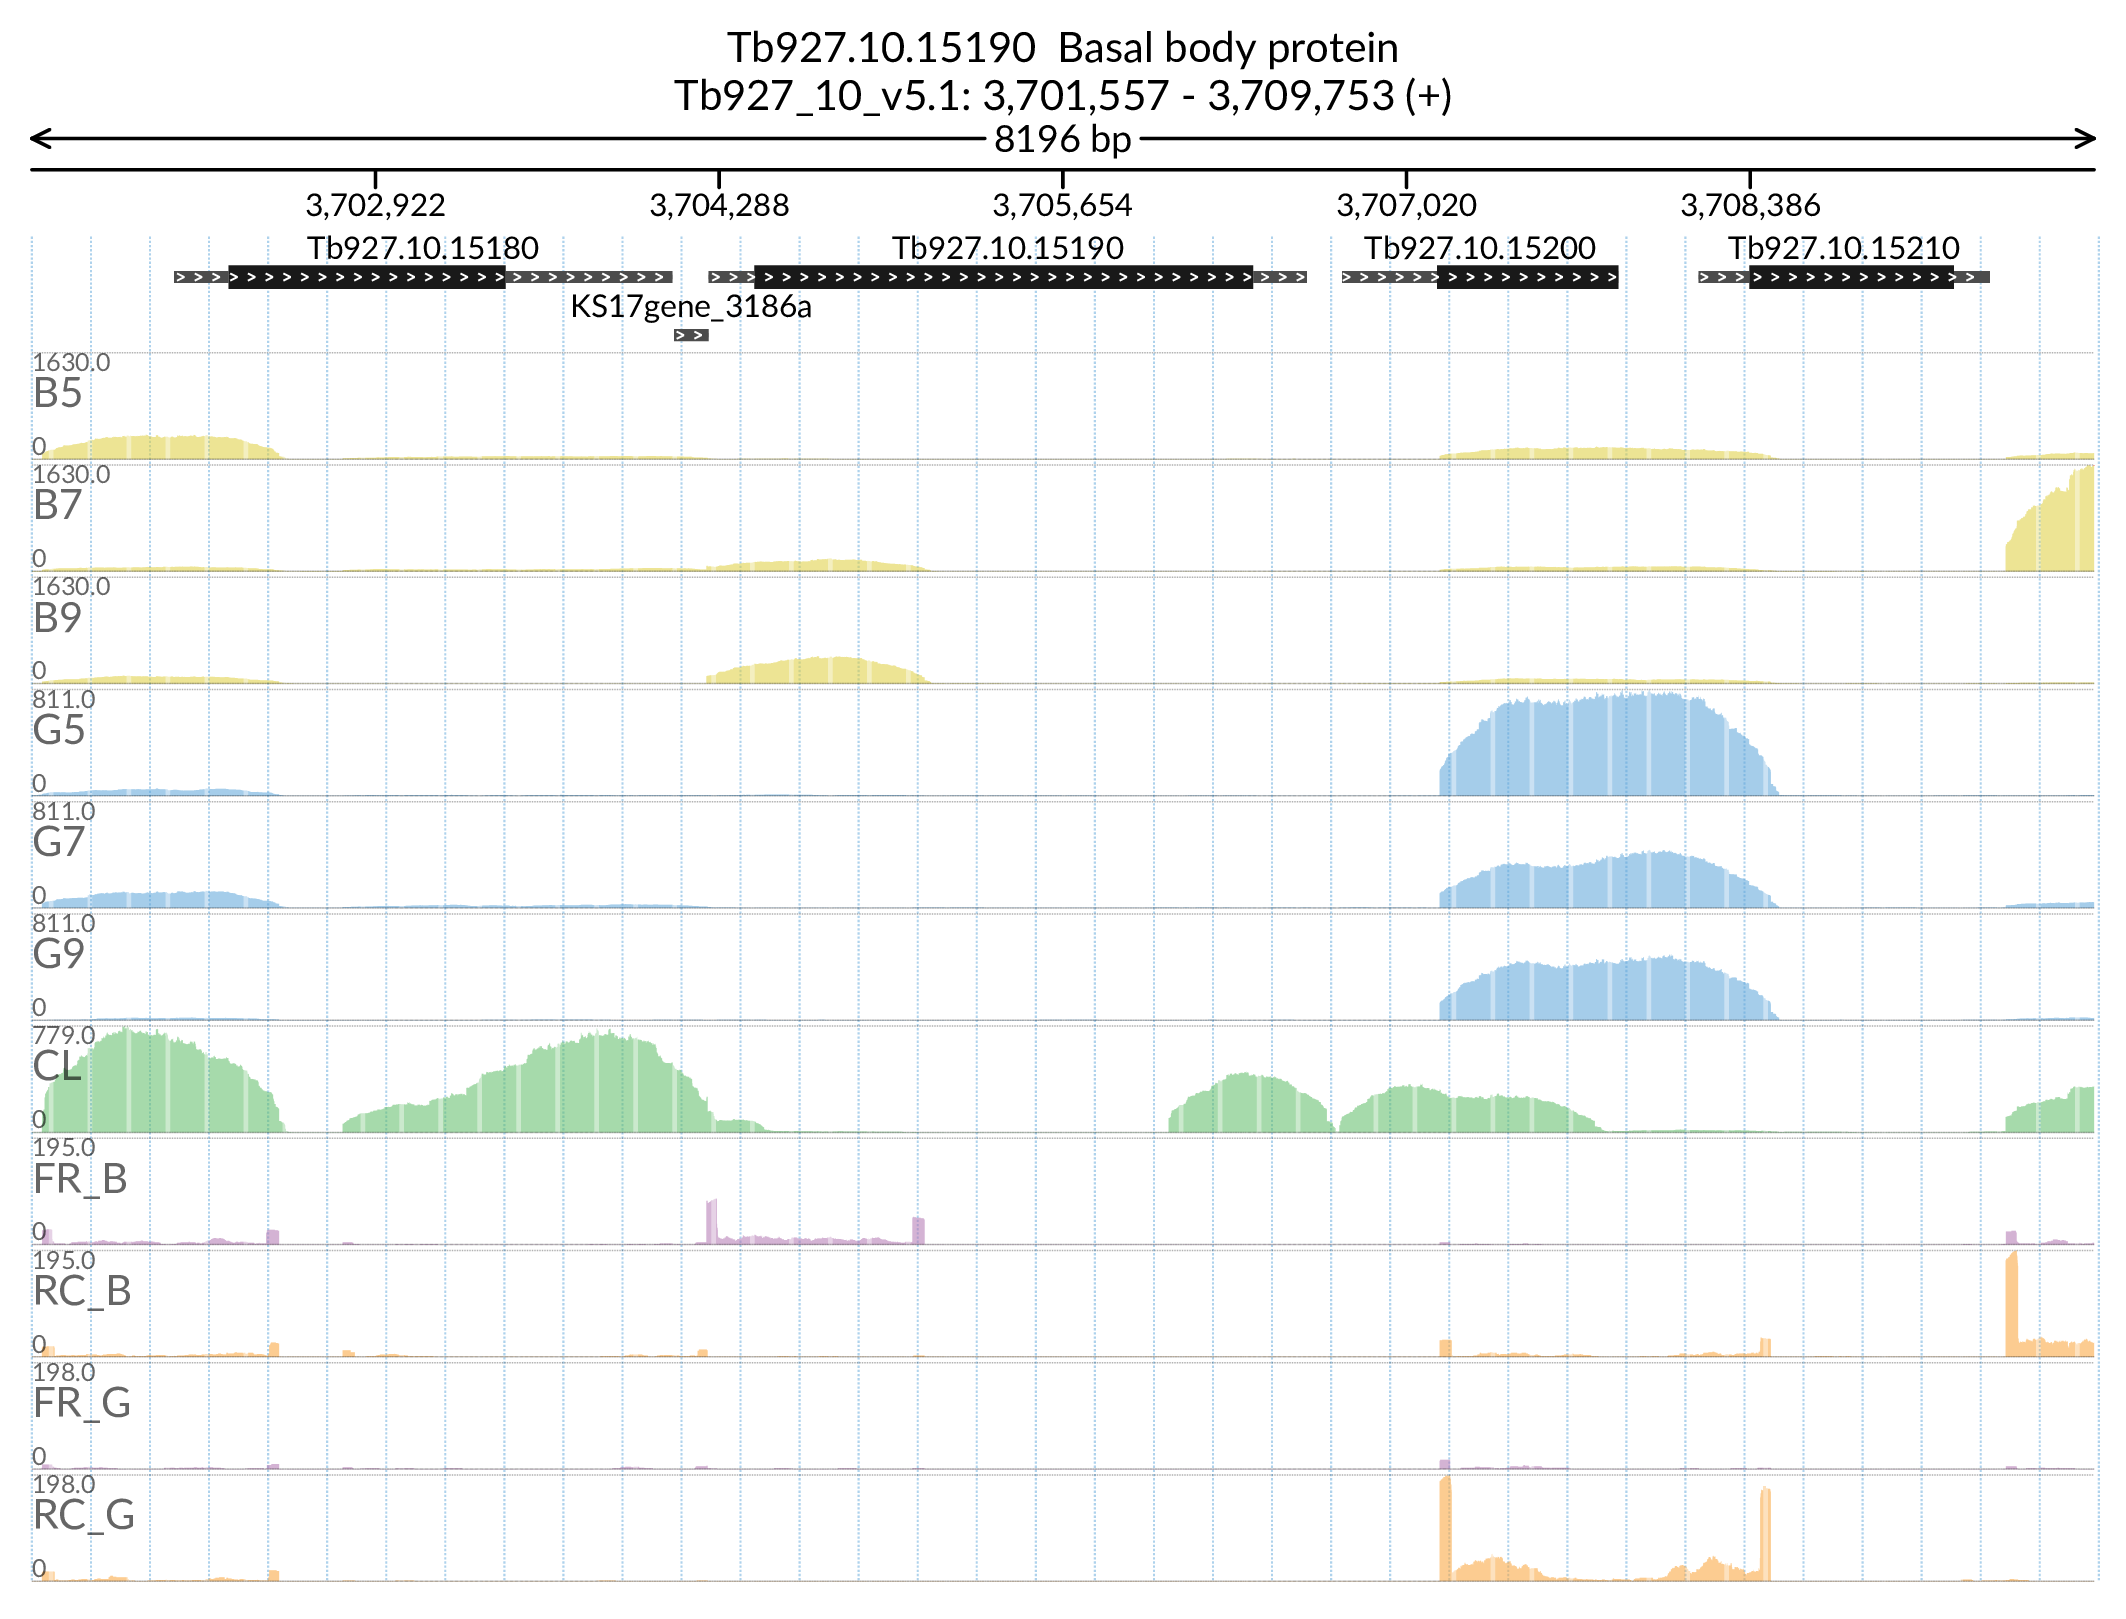 Tb927.10.15190  Basal body protein
Tb927_10_v5.1: 3,701,557 - 3,709,753 (+)
8196 bp
3,702,922 3,704,288 3,705,654 3,707,020 3,708,386
Tb927.10.15180 Tb927.10.15190 Tb927.10.15200 Tb927.10.15210
KS17gene_3186a
1630.0
B5
0
1630.0
B7
0
1630.0
B9
0
811.0
G5
0
811.0
G7
0
811.0
G9
0
779.0
CL
0
195.0
FR_B
0
195.0
RC_B
0
198.0
FR_G
0
198.0
RC_G
0